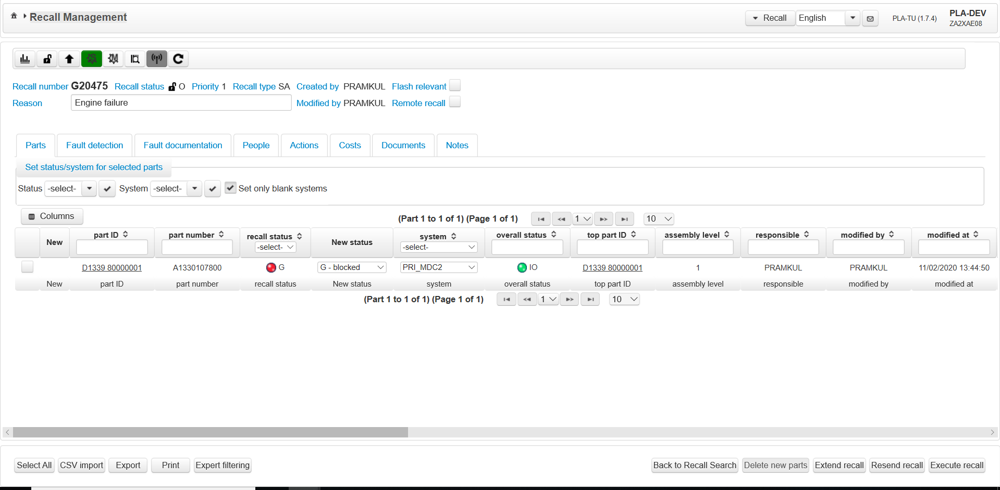 Recall Management
Recall
English
PLA-TU (1.7.4)
PLA-DEV
ZA2XAE08
Recall number G20475 Recall status O Priority 1 Recall type SA Created by PRAMKUL Flash relevant
Reason Engine failure Modified by PRAMKUL Remote recall
Parts Fault detection Fault documentation People Actions Costs Documents Notes
Set status/system for selected parts
Status -select- System -select- Set only blank systems
Columns (Part 1 to 1 of 1) (Page 1 of 1) 1 10
New part ID part number recall status New status system overall status top part ID assembly level responsible modified by modified at
-select- -select-
D1339 80000001 A1330107800 G G - blocked PRI_MDC2 IO D1339 80000001 1 PRAMKUL PRAMKUL 11/02/2020 13:44:50
New part ID part number recall status New status system overall status top part ID assembly level responsible modified by modified at
(Part 1 to 1 of 1) (Page 1 of 1) 1 10
Select All CSV import Export Print Expert filtering Back to Recall Search Delete new parts Extend recall Resend recall Execute recall